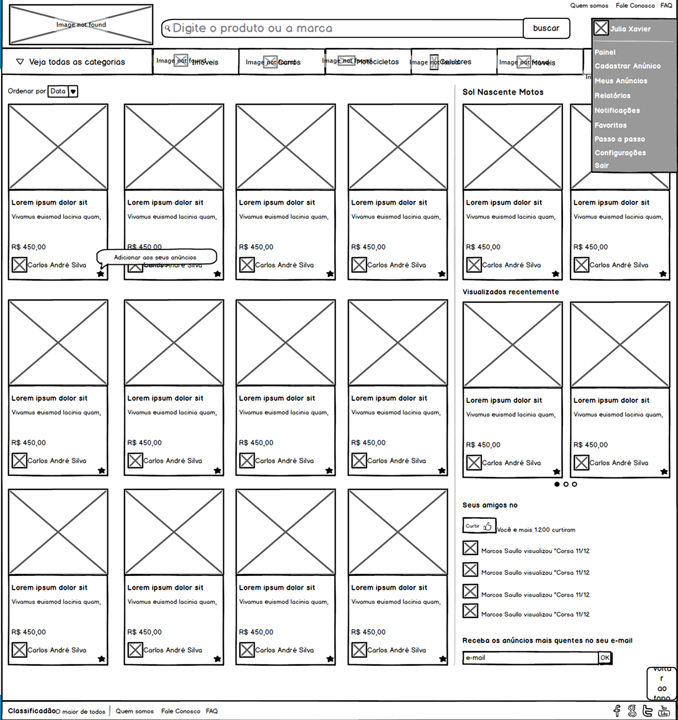 Quem somos Fale Conosco FAQ
Image not found
Digite o produto ou a marca
buscar
Julia Xavier
Painel
Cadastrar Anúnico
Meus Anúncios
Relatórios
Notificações
Favoritos
Passo a passo
Configurações
Sair
Veja todas as categorias
Image not found
Imóveis
Carros
Motocicletas
Celulares
Móveis
Ordenar por Data
Sol Nascente Motos
Lorem ipsum dolor sit Lorem ipsum dolor sit Lorem ipsum dolor sit Lorem ipsum dolor sit Lorem ipsum dolor sit Lorem ipsum dolor sit
Vivamus euismod lacinia quam, Vivamus euismod lacinia quam, Vivamus euismod lacinia quam, Vivamus euismod lacinia quam, Vivamus euismod lacinia quam, Vivamus euismod lacinia quam,
R$ 450,00 R$ 450,00 R$ 450,00 R$ 450,00 R$ 450,00 R$ 450,00
Adicionar aos seus anúncios
Carlos André Silva Carlos André Silva Carlos André Silva Carlos André Silva Carlos André Silva Carlos André Silva
Visualizados recentemente
Lorem ipsum dolor sit Lorem ipsum dolor sit Lorem ipsum dolor sit Lorem ipsum dolor sit Lorem ipsum dolor sit Lorem ipsum dolor sit
Vivamus euismod lacinia quam, Vivamus euismod lacinia quam, Vivamus euismod lacinia quam, Vivamus euismod lacinia quam, Vivamus euismod lacinia quam, Vivamus euismod lacinia quam,
R$ 450,00 R$ 450,00 R$ 450,00 R$ 450,00 R$ 450,00 R$ 450,00
Carlos André Silva Carlos André Silva Carlos André Silva Carlos André Silva Carlos André Silva Carlos André Silva
Lorem ipsum dolor sit Lorem ipsum dolor sit Lorem ipsum dolor sit Lorem ipsum dolor sit
Vivamus euismod lacinia quam, Vivamus euismod lacinia quam, Vivamus euismod lacinia quam, Vivamus euismod lacinia quam,
R$ 450,00 R$ 450,00 R$ 450,00 R$ 450,00
Carlos André Silva Carlos André Silva Carlos André Silva Carlos André Silva
Seus amigos no
Curtir Você e mais 1200 curtiram
Marcos Saullo visualizou "Corsa 11/12
Marcos Saullo visualizou "Corsa 11/12
Marcos Saullo visualizou "Corsa 11/12
Marcos Saullo visualizou "Corsa 11/12
Receba os anúncios mais quentes no seu e-mail
e-mail OK
Volta
r
ao
topo
Classificadão O maior de todos Quem somos Fale Conosco FAQ